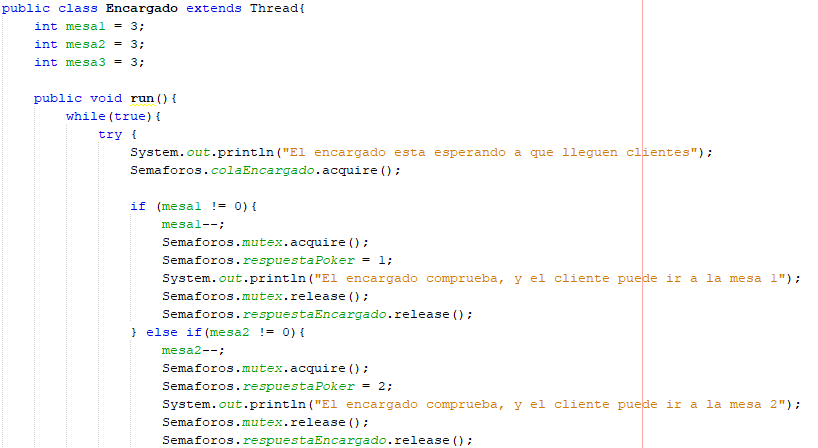 public class Encargado extends Thread{
int mesa1 = 3;
int mesa2 = 3;
int mesa3 = 3;
public void run(){
while(true){
try {
System.out.println("El encargado esta esperando a que lleguen clientes");
Semaforos.colaEncargado.acquire();
if (mesa1 != 0){
mesa1--;
Semaforos.mutex.acquire();
Semaforos.respuestaPoker = 1;
System.out.println("El encargado comprueba, y el cliente puede ir a la mesa 1");
Semaforos.mutex.release();
Semaforos.respuestaEncargado.release();
} else if(mesa2 != 0){
mesa2--;
Semaforos.mutex.acquire();
Semaforos.respuestaPoker = 2;
System.out.println("El encargado comprueba, y el cliente puede ir a la mesa 2");
Semaforos.mutex.release();
Semaforos.respuestaEncargado.release();